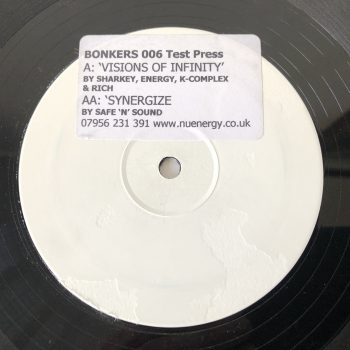 BONKERS 006 Test Press
A: ‘VISIONS OF INFINITY’
BY SHARKEY, ENERGY, K-COMPLEX
& RICH
AA: ‘SYNERGIZE
BY SAFE ‘N’ SOUND
07956 231 391 www.nuenergy.co.uk